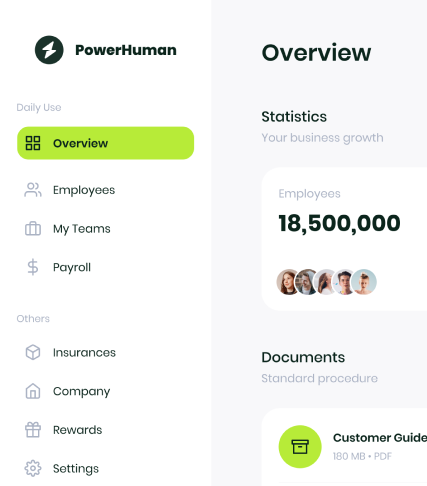 PowerHuman
Daily Use
Overview
Employees
My Teams
Payroll
Others
Insurances
Company
Rewards
Settings
Overview
Statistics
Your business growth
Employees
18,500,000
Documents
Standard procedure
Customer Guide
180 MB • PDF